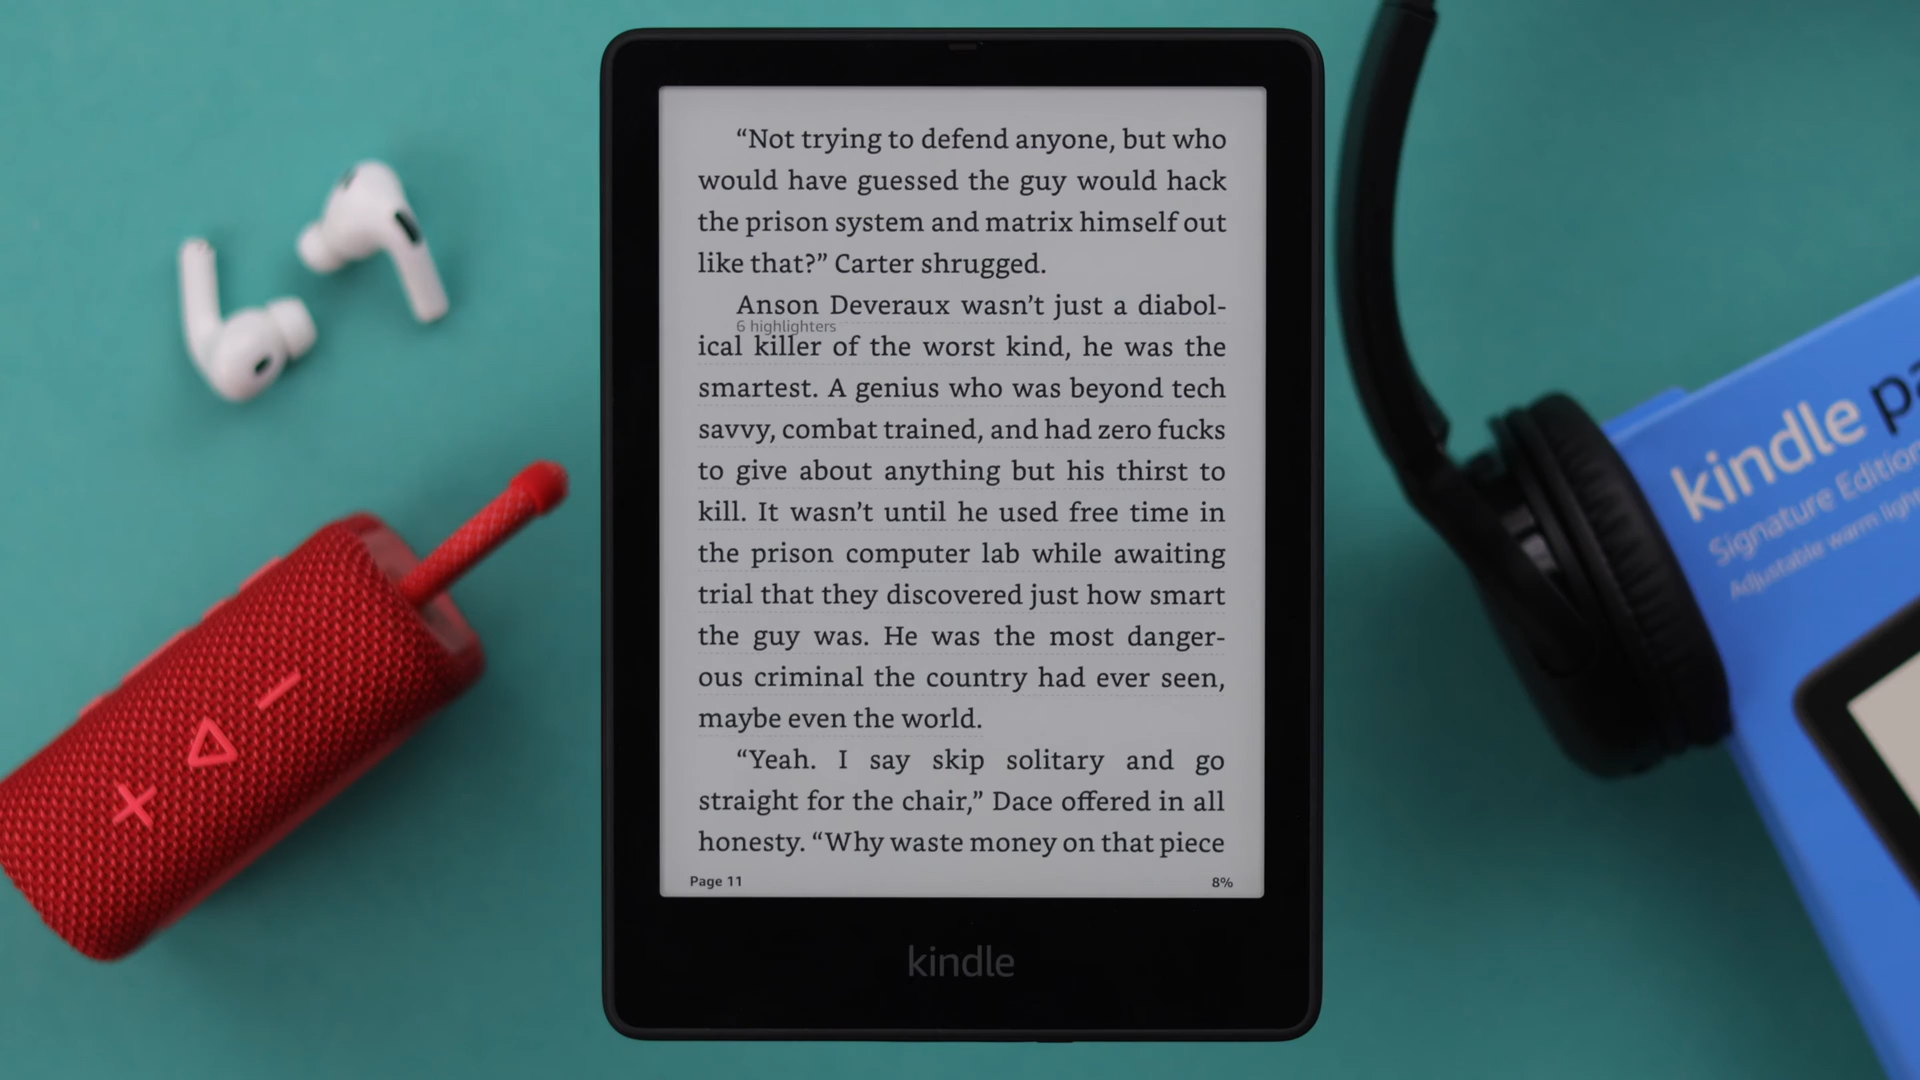 “Not trying to defend anyone, but who
would have guessed the guy would hack
the prison system and matrix himself out
like that?” Carter shrugged.
Anson Deveraux wasn’t just a diabol-
6 highlighters
ical killer of the worst kind, he was the
smartest. A genius who was beyond tech
savvy, combat trained, and had zero fucks
to give about anything but his thirst to
kill. It wasn’t until he used free time in
the prison computer lab while awaiting
trial that they discovered just how smart
the guy was. He was the most danger-
ous criminal the country had ever seen,
maybe even the world.
“Yeah. I say skip solitary and go
straight for the chair,” Dace offered in all
honesty. “Why waste money on that piece
Page 11 8%
kindle
kindle pa
Signature Edition
Adjustable warm ligh